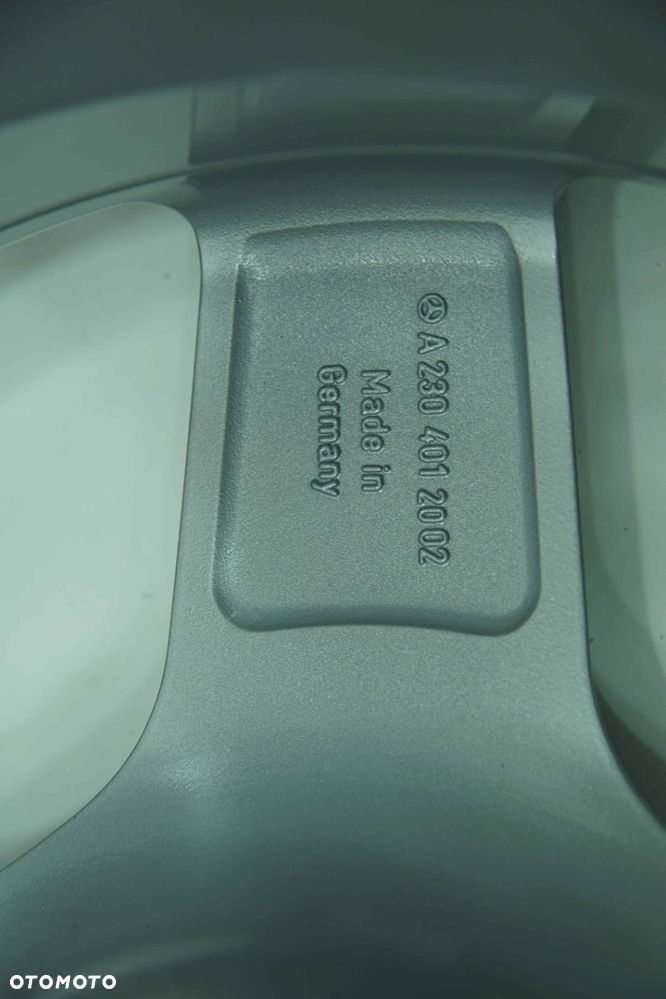 A 230 401 2002
Made in
Germany
OTOMOTO